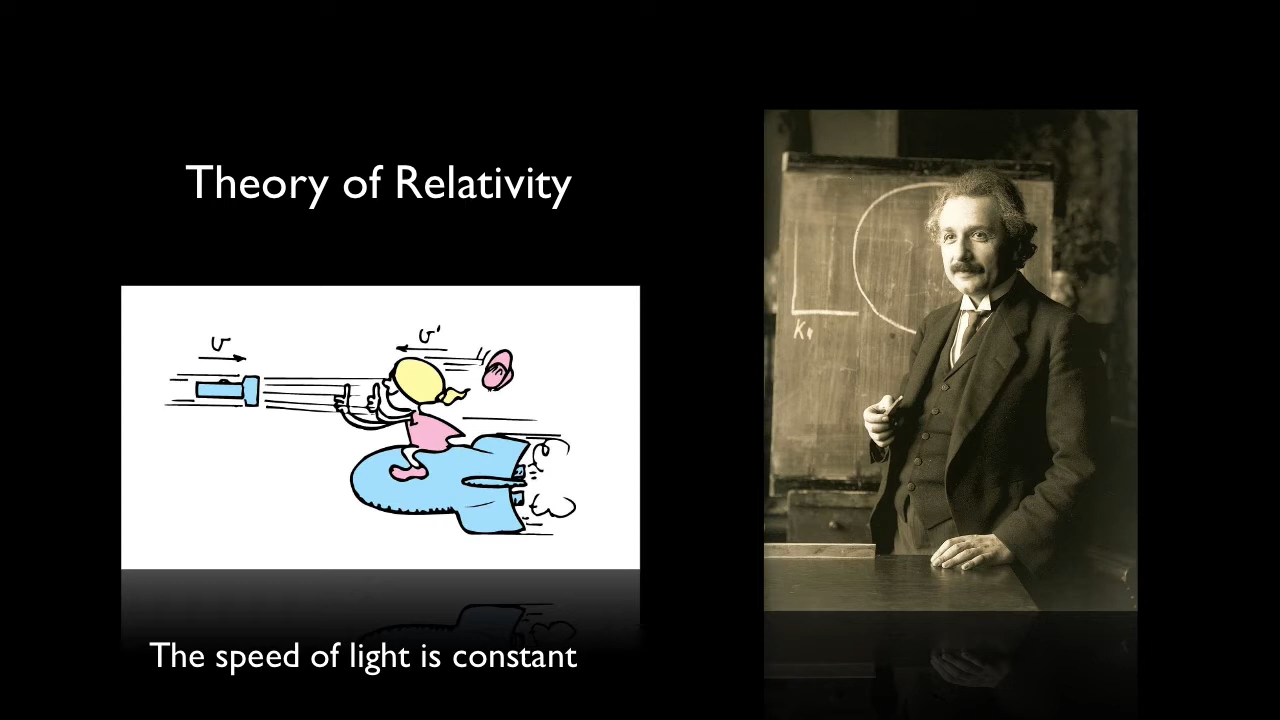 Theory of Relativity
v
v'
K,
The speed of light is constant